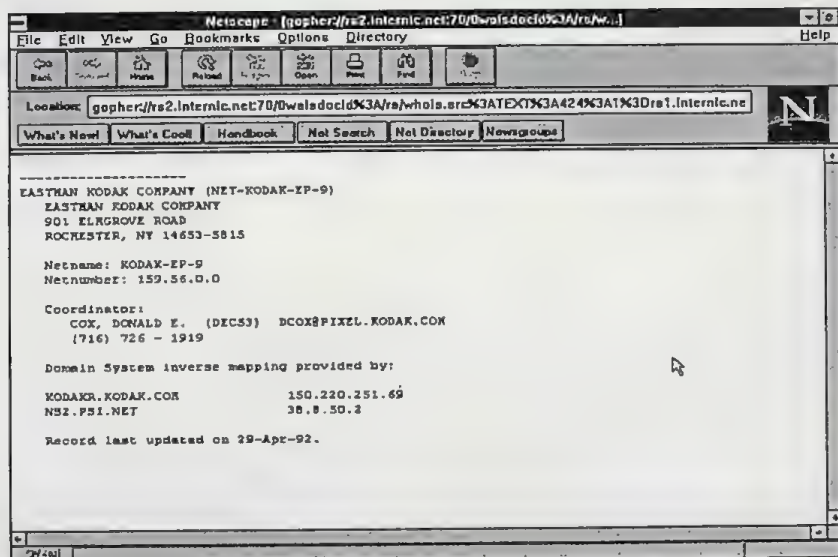 Netscape - [gopher://rs2.internic.net:70/0waisdocid%3A/rs/w...]
File Edit View Go Bookmarks Options Directory Help
Back Forward Home Reload Images Open Print Find
Location: gopher://rs2.internic.net:70/0waisdocid%3A/rs/whois.src%3ATEXT%3A424%3A1%3Drs1.internic.ne
N
What's New! What's Cool! Handbook Net Search Net Directory Newsgroups
--------------------
EASTMAN KODAK COMPANY (NET-KODAK-EP-9)
EASTMAN KODAK COMPANY
901 ELMGROVE ROAD
ROCHESTER, NY 14653-5815
Netname: KODAK-EP-9
Netnumber: 159.56.0.0
Coordinator:
COX, DONALD E. (DEC53) DCOX@PIXEL.KODAK.COM
(716) 726 - 1919
Domain System inverse mapping provided by:
KODAKR.KODAK.COM 150.220.251.69
NS2.PSI.NET 38.8.50.2
Record last updated on 29-Apr-92.